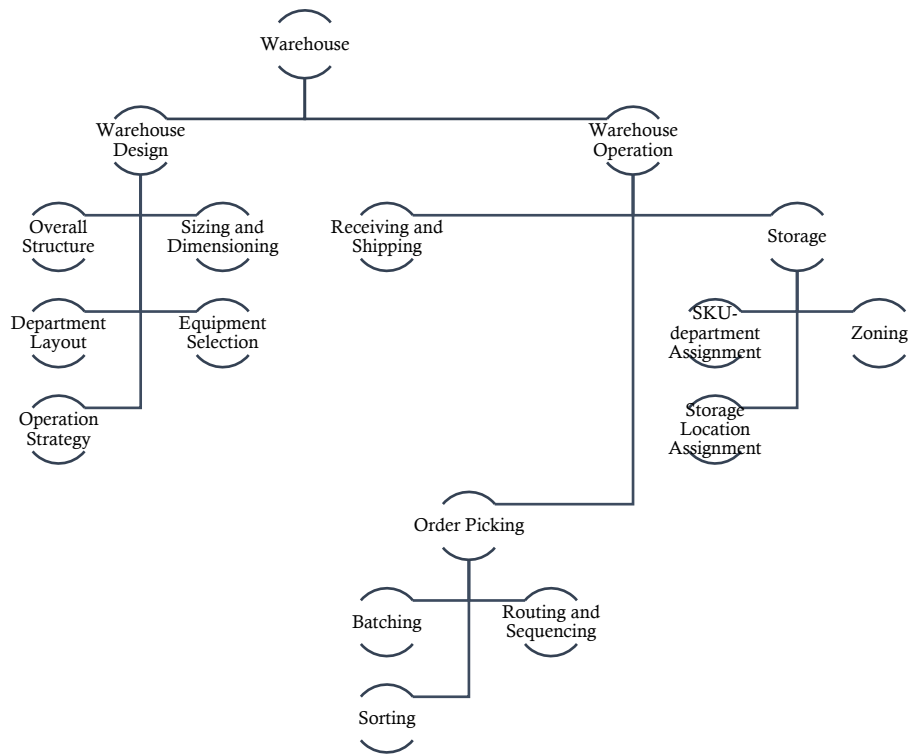 Warehouse
Warehouse
Design
Warehouse
Operation
Overall
Structure
Sizing and
Dimensioning
Receiving and
Shipping
Storage
Department
Layout
Equipment
Selection
SKU-
department
Assignment
Zoning
Operation
Strategy
Storage
Location
Assignment
Order Picking
Batching
Routing and
Sequencing
Sorting